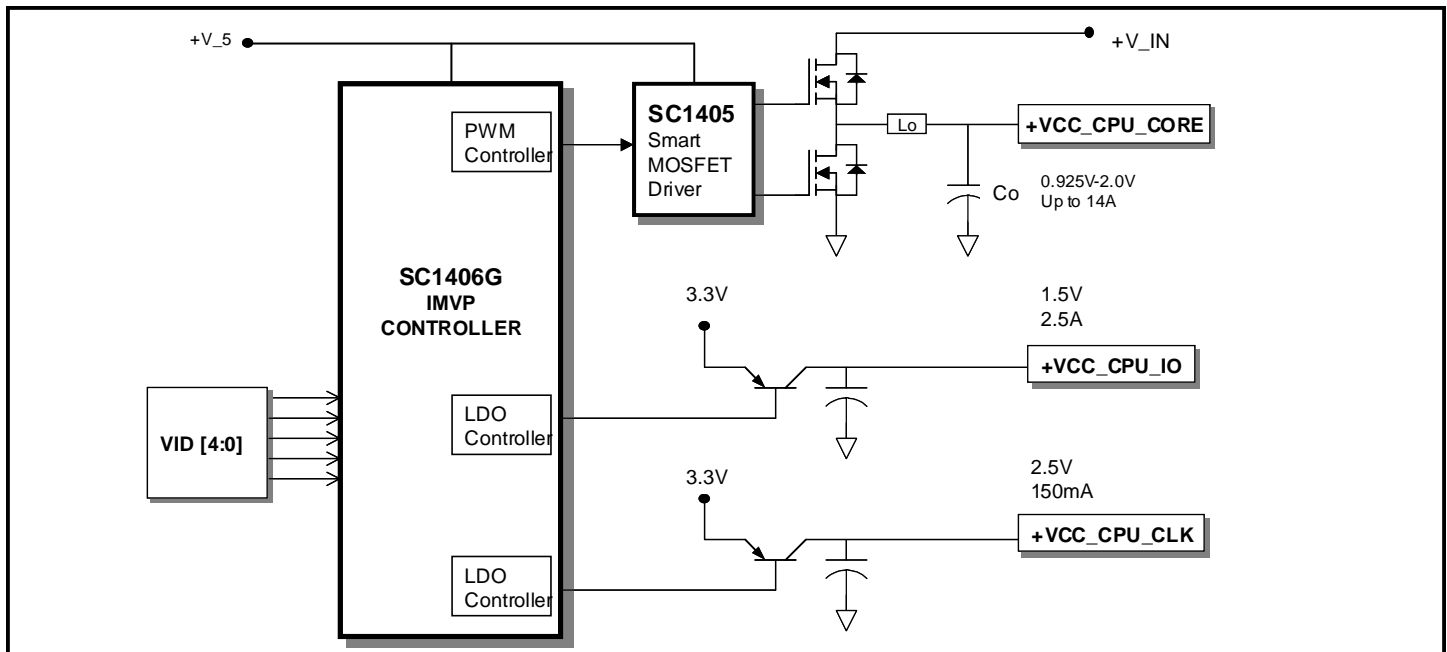 +V_5
+V_IN
SC1405
Smart
MOSFET
Driver
PWM
Controller
Lo
+VCC_CPU_CORE
Co
0.925V-2.0V
Up to 14A
SC1406G
IMVP
CONTROLLER
3.3V
1.5V
2.5A
+VCC_CPU_IO
LDO
Controller
VID [4:0]
3.3V
2.5V
150mA
+VCC_CPU_CLK
LDO
Controller